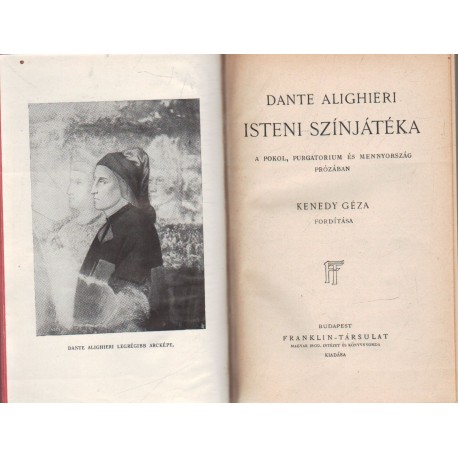 DANTE ALIGHIERI LEGRÉGIBB ARCKÉPE.
DANTE ALIGHIERI
ISTENI SZÍNJÁTÉKA
A POKOL, PURGATORIUM ÉS MENNYORSZÁG
PRÓZÁBAN
KENEDY GÉZA
FORDÍTÁSA
FT
BUDAPEST
FRANKLIN-TÁRSULAT
MAGYAR IROD. INTÉZET ÉS KÖNYVNYOMDA
KIADÁSA